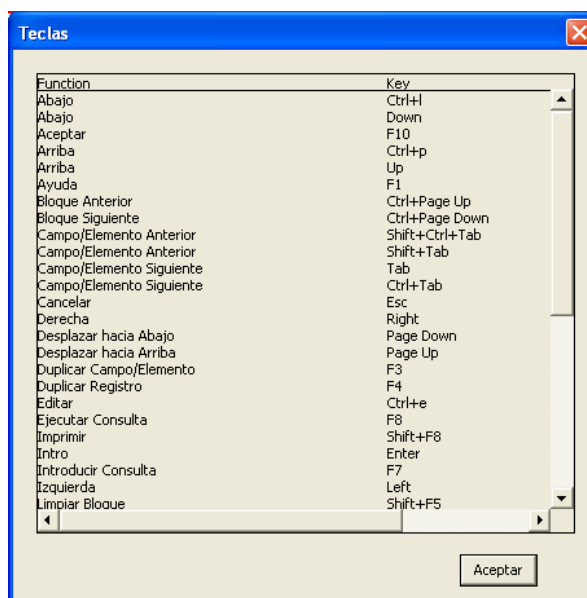 Teclas
Function Key
Abajo Ctrl+l
Abajo Down
Aceptar F10
Arriba Ctrl+p
Arriba Up
Ayuda F1
Bloque Anterior Ctrl+Page Up
Bloque Siguiente Ctrl+Page Down
Campo/Elemento Anterior Shift+Ctrl+Tab
Campo/Elemento Anterior Shift+Tab
Campo/Elemento Siguiente Tab
Campo/Elemento Siguiente Ctrl+Tab
Cancelar Esc
Derecha Right
Desplazar hacia Abajo Page Down
Desplazar hacia Arriba Page Up
Duplicar Campo/Elemento F3
Duplicar Registro F4
Editar Ctrl+e
Ejecutar Consulta F8
Imprimir Shift+F8
Intro Enter
Introducir Consulta F7
Izquierda Left
Limpiar Bloque Shift+F5
Aceptar